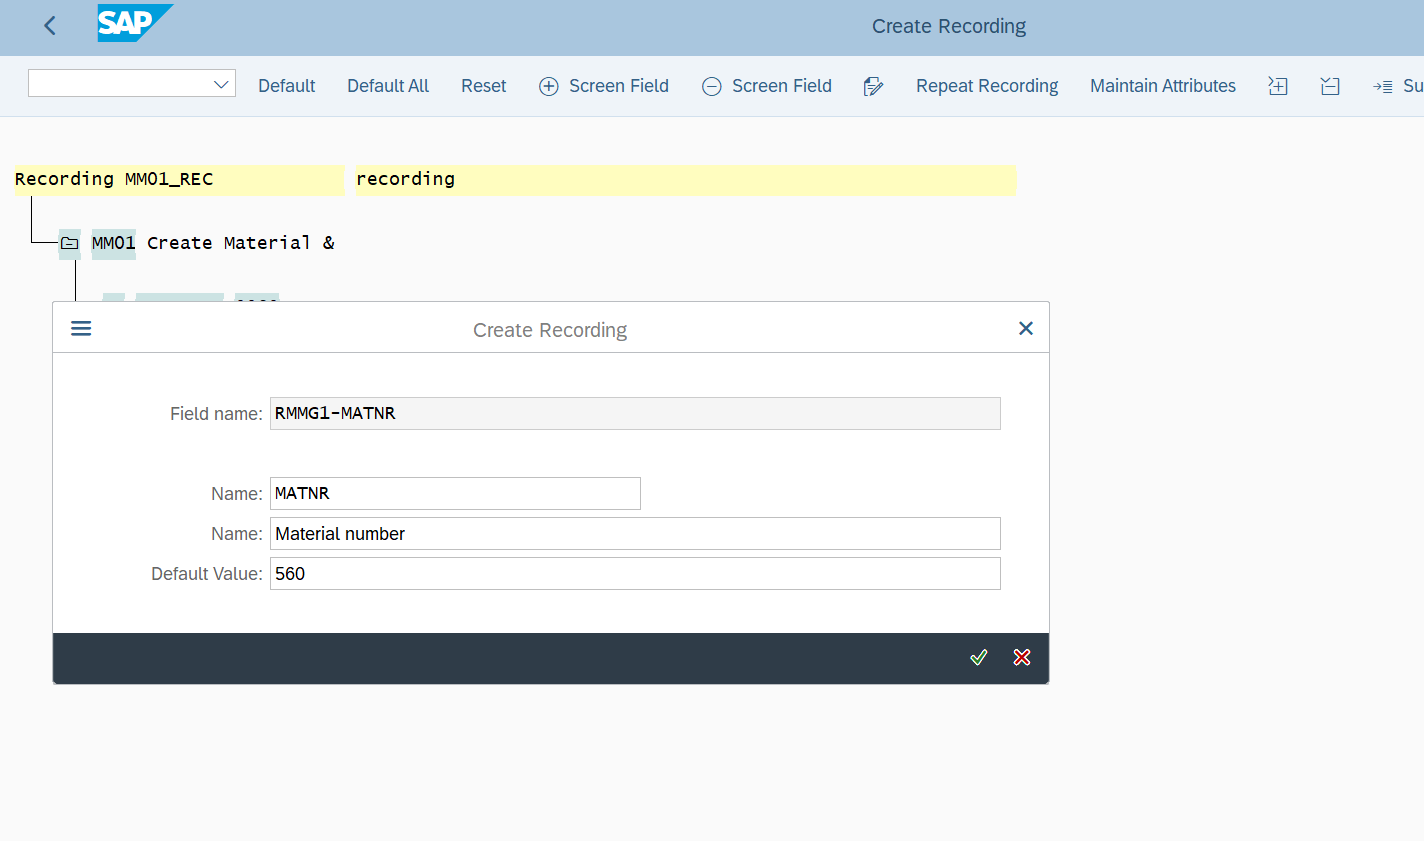 SAP
Create Recording
Default Default All Reset Screen Field Screen Field Repeat Recording Maintain Attributes Su
Recording MM01_REC recording
MM01 Create Material &
Create Recording
Field name: RMMG1-MATNR
Name: MATNR
Name: Material number
Default Value: 560